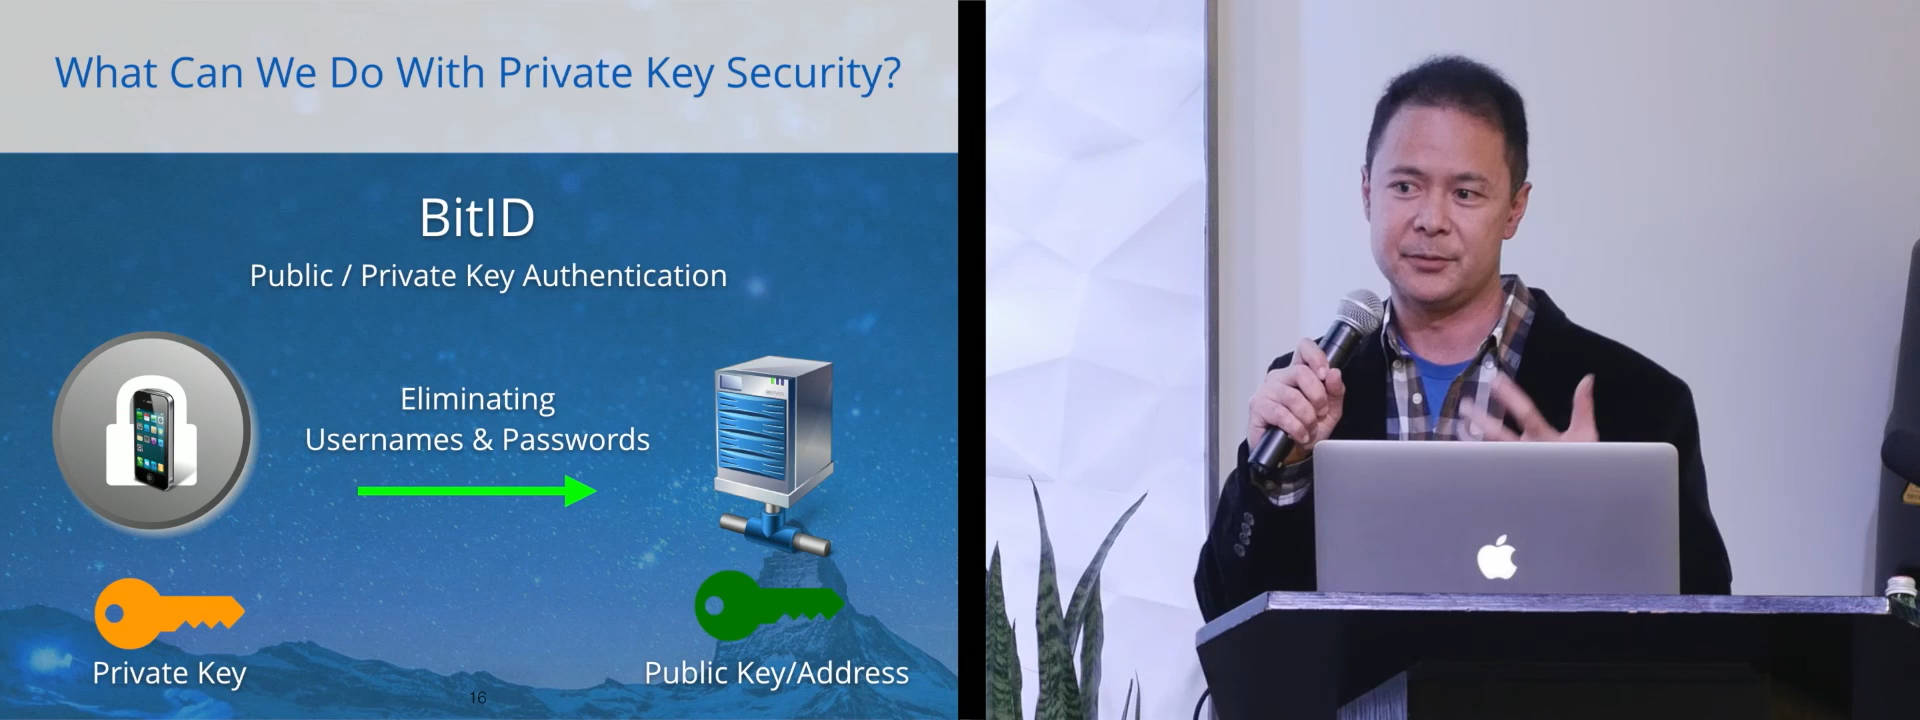 What Can We Do With Private Key Security?
BitID
Public / Private Key Authentication
Eliminating
Usernames & Passwords
Private Key
Public Key/Address
16